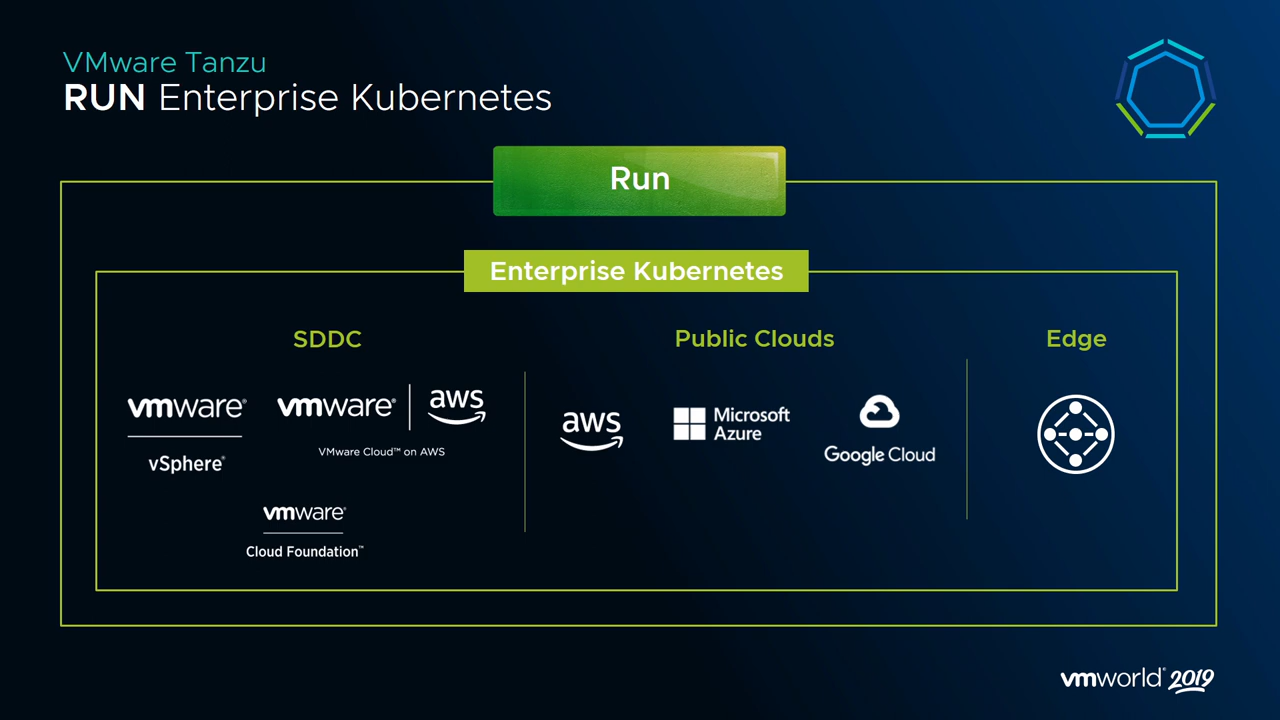 VMware Tanzu
RUN Enterprise Kubernetes
Run
Enterprise Kubernetes
SDDC
vmware®
vSphere®
vmware® | aws
VMware Cloud™ on AWS
vmware®
Cloud Foundation™
Public Clouds
aws
Microsoft
Azure
Google Cloud
Edge
vmworld® 2019